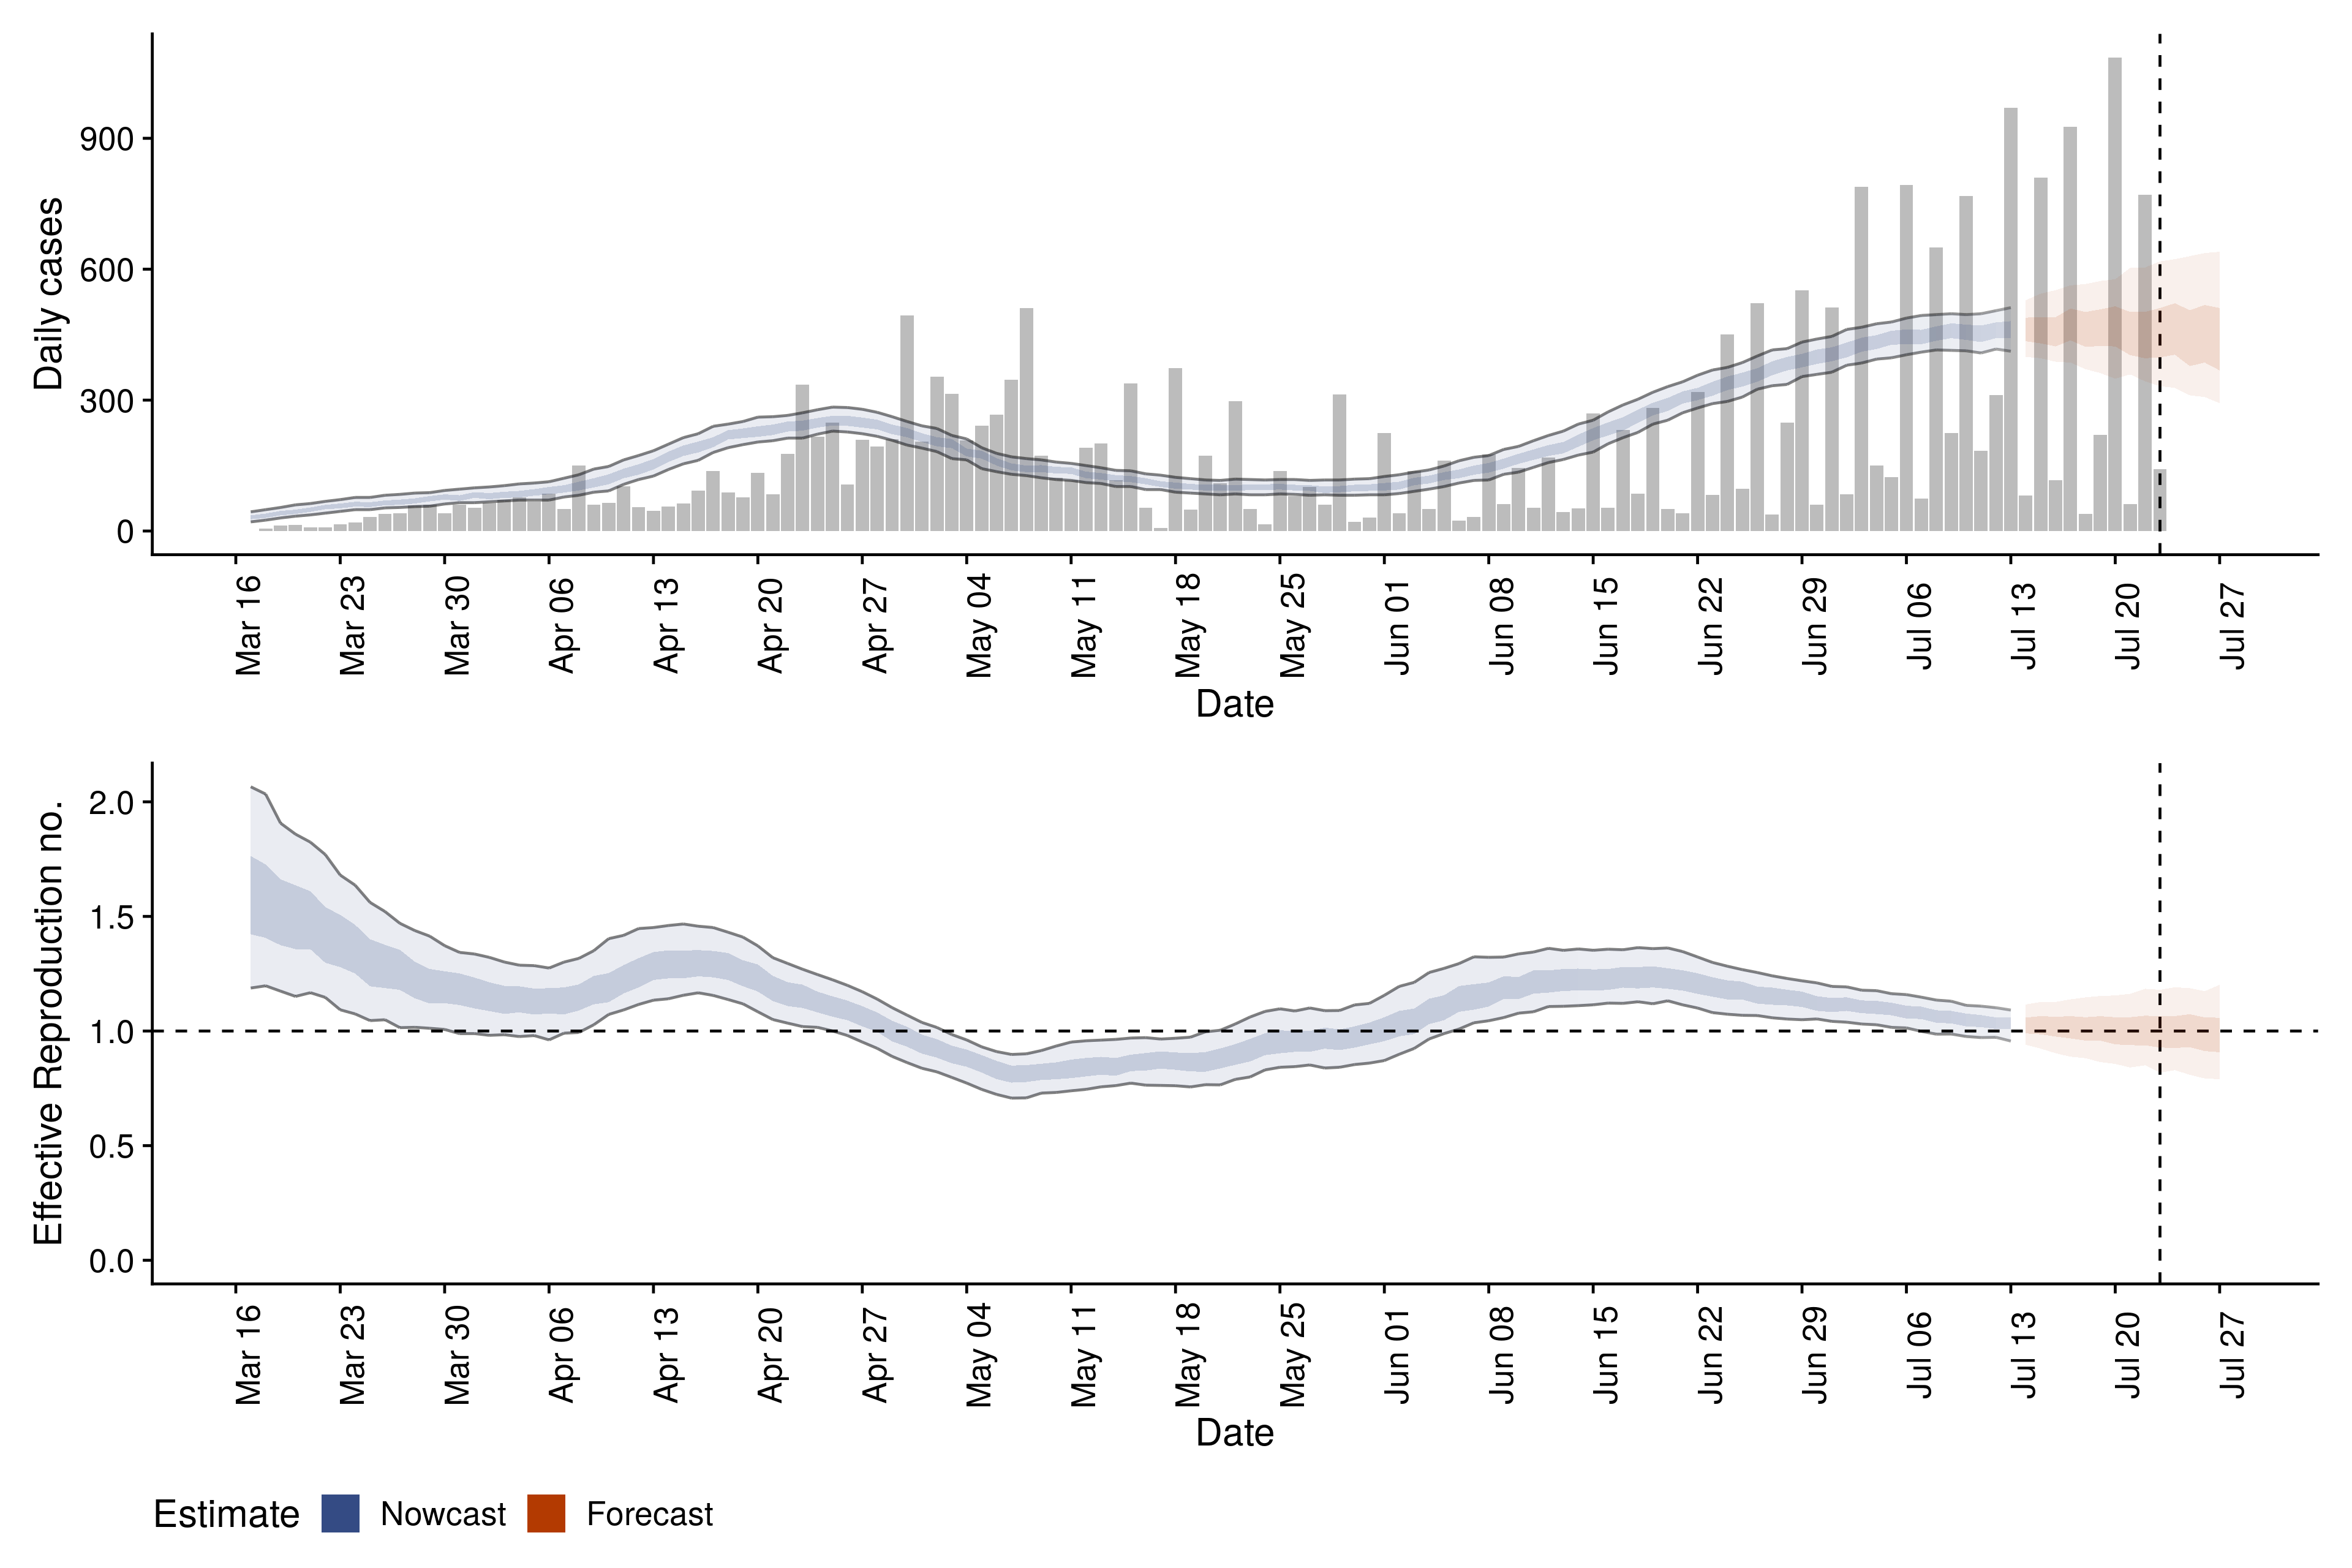 Daily cases
900
600
300
0
Mar 16 Mar 23 Mar 30 Apr 06 Apr 13 Apr 20 Apr 27 May 04 May 11 May 18 May 25 Jun 01 Jun 08 Jun 15 Jun 22 Jun 29 Jul 06 Jul 13 Jul 20 Jul 27
Date
Effective Reproduction no.
2.0
1.5
1.0
0.5
0.0
Mar 16 Mar 23 Mar 30 Apr 06 Apr 13 Apr 20 Apr 27 May 04 May 11 May 18 May 25 Jun 01 Jun 08 Jun 15 Jun 22 Jun 29 Jul 06 Jul 13 Jul 20 Jul 27
Date
Estimate Nowcast Forecast